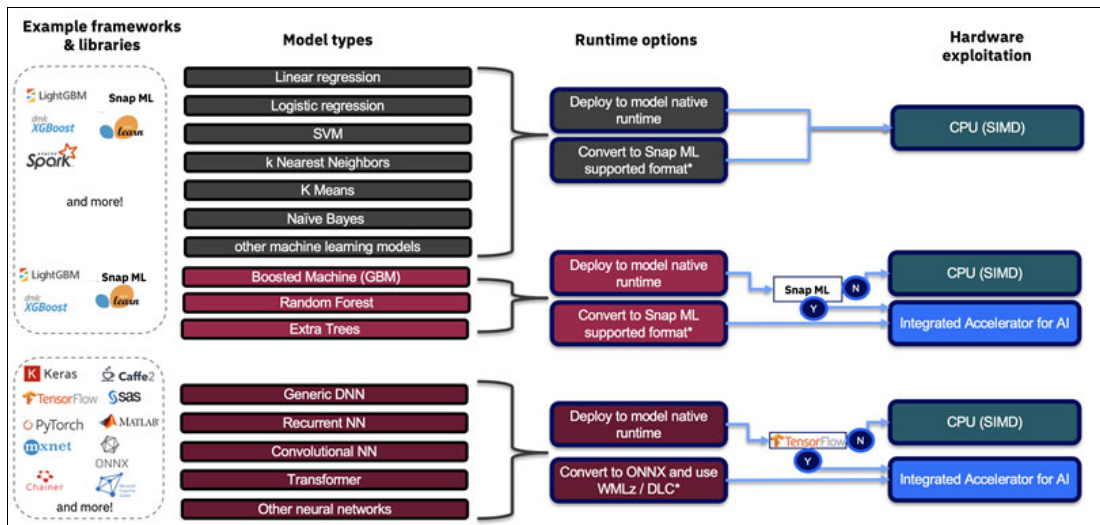 Example frameworks
& libraries
Model types
Runtime options
Hardware
exploitation
LightGBM
Snap ML
dmlc
XGBoost
learn
APACHE
Spark
and more!
Linear regression
Logistic regression
SVM
k Nearest Neighbors
K Means
Naïve Bayes
other machine learning models
Deploy to model native
runtime
Convert to Snap ML
supported format*
CPU (SIMD)
LightGBM
Snap ML
dmlc
XGBoost
learn
Boosted Machine (GBM)
Random Forest
Extra Trees
Deploy to model native
runtime
Convert to Snap ML
supported format*
Snap ML
N
Y
CPU (SIMD)
Integrated Accelerator for AI
K Keras
Caffe2
TensorFlow
sas
PyTorch
MATLAB
mxnet
ONNX
Chainer
Microsoft
Cognitive
Toolkit
and more!
Generic DNN
Recurrent NN
Convolutional NN
Transformer
Other neural networks
Deploy to model native
runtime
Convert to ONNX and use
WMLz / DLC*
TensorFlow
N
Y
CPU (SIMD)
Integrated Accelerator for AI